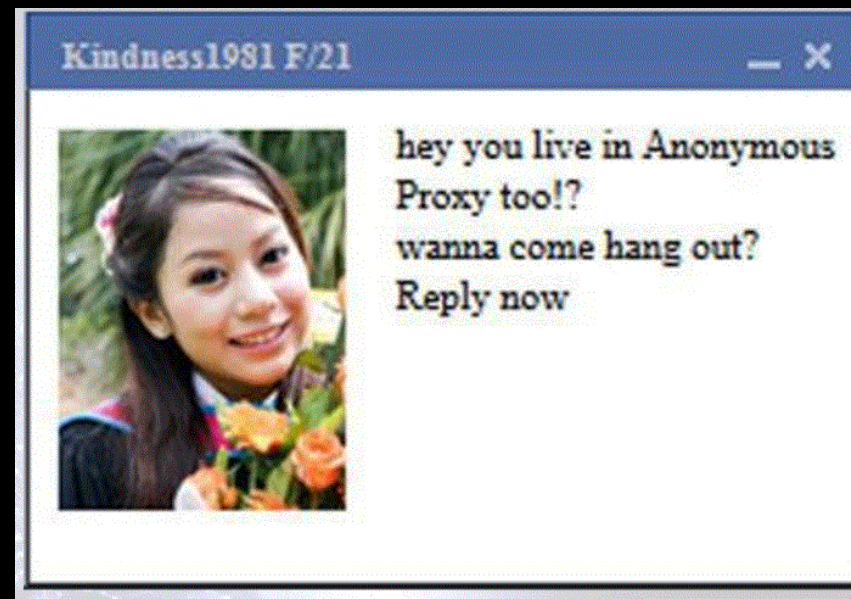 Kindness1981 F/21
hey you live in Anonymous
Proxy too!?
wanna come hang out?
Reply now